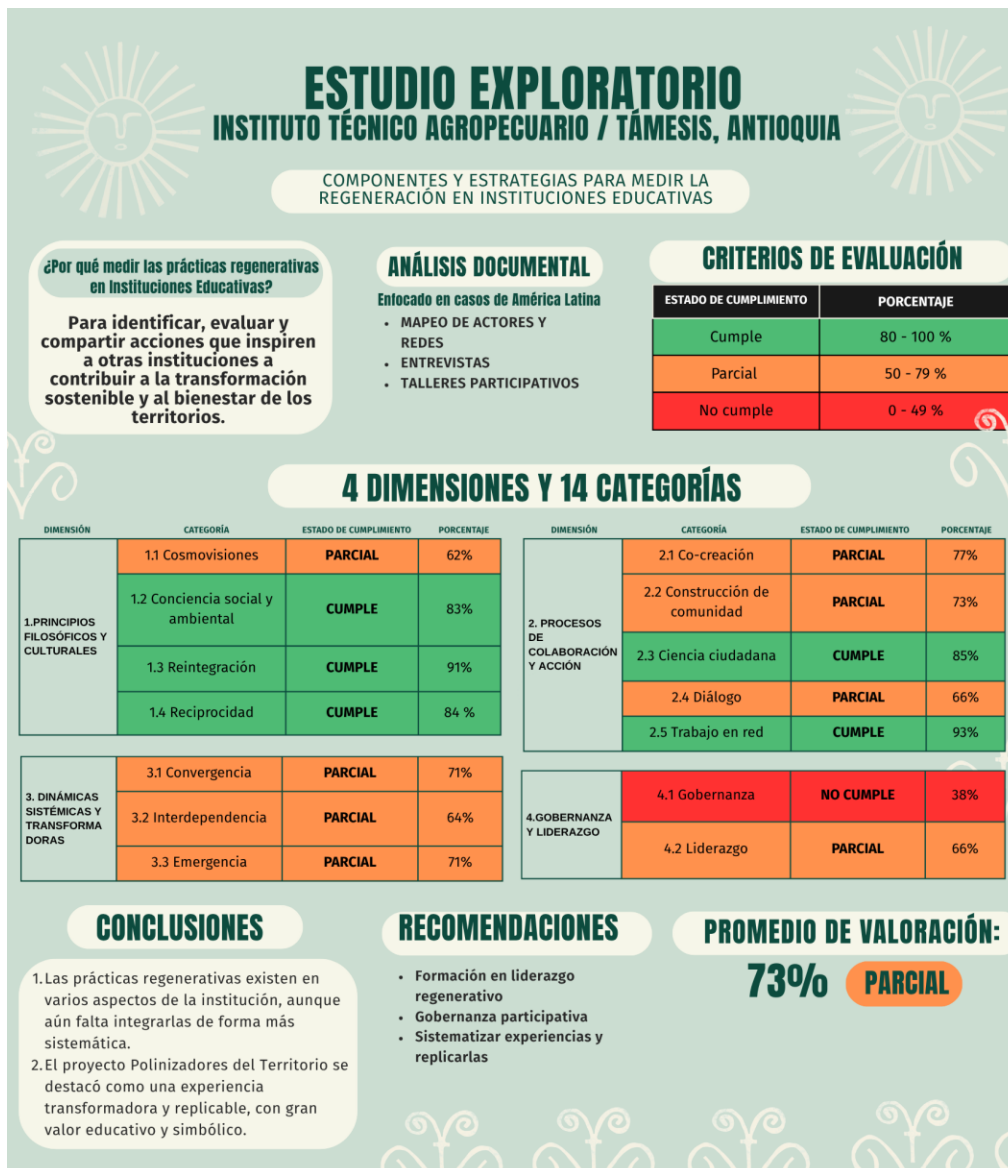 ESTUDIO EXPLORATORIO
INSTITUTO TÉCNICO AGROPECUARIO / TÁMESIS, ANTIOQUIA
COMPONENTES Y ESTRATEGIAS PARA MEDIR LA
REGENERACIÓN EN INSTITUCIONES EDUCATIVAS
¿Por qué medir las prácticas regenerativas
en Instituciones Educativas?
Para identificar, evaluar y
compartir acciones que inspiren
a otras instituciones a
contribuir a la transformación
sostenible y al bienestar de los
territorios.
ANÁLISIS DOCUMENTAL
Enfocado en casos de América Latina
• MAPEO DE ACTORES Y
REDES
• ENTREVISTAS
• TALLERES PARTICIPATIVOS
CRITERIOS DE EVALUACIÓN
ESTADO DE CUMPLIMIENTO PORCENTAJE
Cumple 80 - 100 %
Parcial 50 - 79 %
No cumple 0 - 49 %
4 DIMENSIONES Y 14 CATEGORÍAS
DIMENSIÓN CATEGORÍA ESTADO DE CUMPLIMIENTO PORCENTAJE
1.PRINCIPIOS
FILOSÓFICOS Y
CULTURALES
1.1 Cosmovisiones PARCIAL 62%
1.2 Conciencia social y
ambiental CUMPLE 83%
1.3 Reintegración CUMPLE 91%
1.4 Reciprocidad CUMPLE 84 %
DIMENSIÓN CATEGORÍA ESTADO DE CUMPLIMIENTO PORCENTAJE
2. PROCESOS
DE
COLABORACIÓN
Y ACCIÓN
2.1 Co-creación PARCIAL 77%
2.2 Construcción de
comunidad PARCIAL 73%
2.3 Ciencia ciudadana CUMPLE 85%
2.4 Diálogo PARCIAL 66%
2.5 Trabajo en red CUMPLE 93%
3. DINÁMICAS
SISTÉMICAS Y
TRANSFORMA
DORAS
3.1 Convergencia PARCIAL 71%
3.2 Interdependencia PARCIAL 64%
3.3 Emergencia PARCIAL 71%
4.GOBERNANZA
Y LIDERAZGO
4.1 Gobernanza NO CUMPLE 38%
4.2 Liderazgo PARCIAL 66%
CONCLUSIONES
1. Las prácticas regenerativas existen en
varios aspectos de la institución, aunque
aún falta integrarlas de forma más
sistemática.
2. El proyecto Polinizadores del Territorio se
destacó como una experiencia
transformadora y replicable, con gran
valor educativo y simbólico.
RECOMENDACIONES
• Formación en liderazgo
regenerativo
• Gobernanza participativa
• Sistematizar experiencias y
replicarlas
PROMEDIO DE VALORACIÓN:
73% PARCIAL